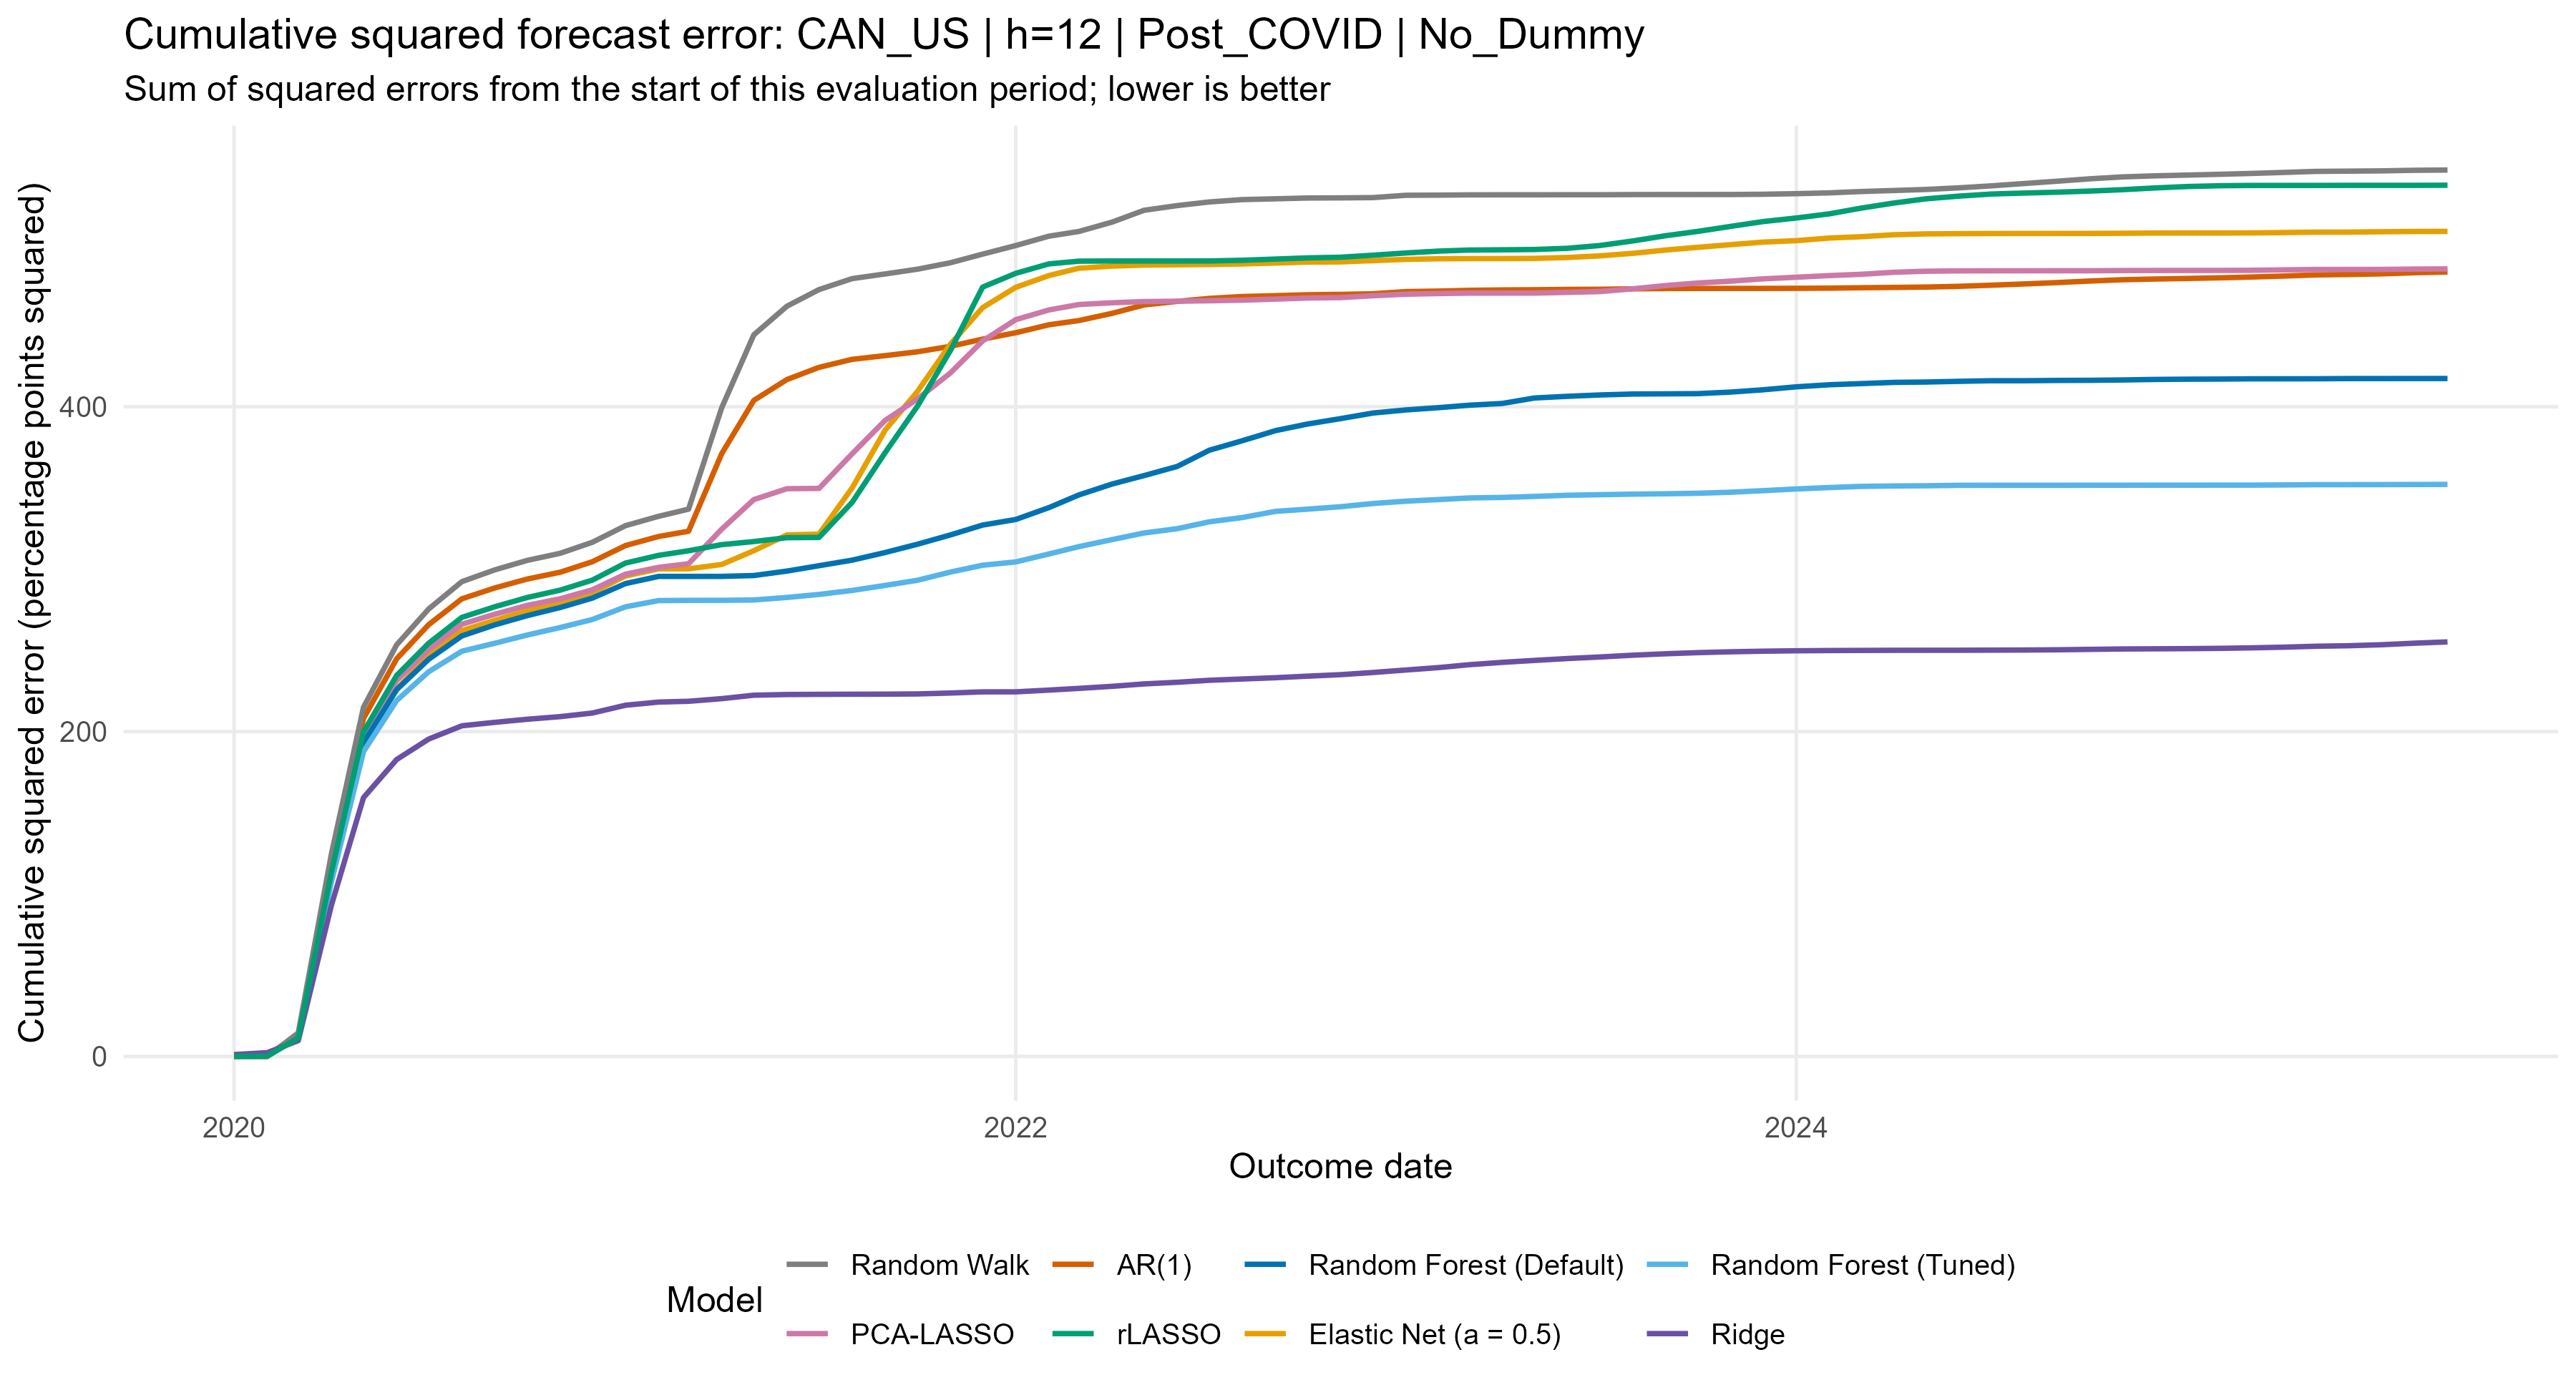 Cumulative squared forecast error: CAN_US | h=12 | Post_COVID | No_Dummy
Sum of squared errors from the start of this evaluation period; lower is better
Cumulative squared error (percentage points squared)
400
200
0
2020
2022
2024
Outcome date
Model
Random Walk
AR(1)
Random Forest (Default)
Random Forest (Tuned)
PCA-LASSO
rLASSO
Elastic Net (a = 0.5)
Ridge